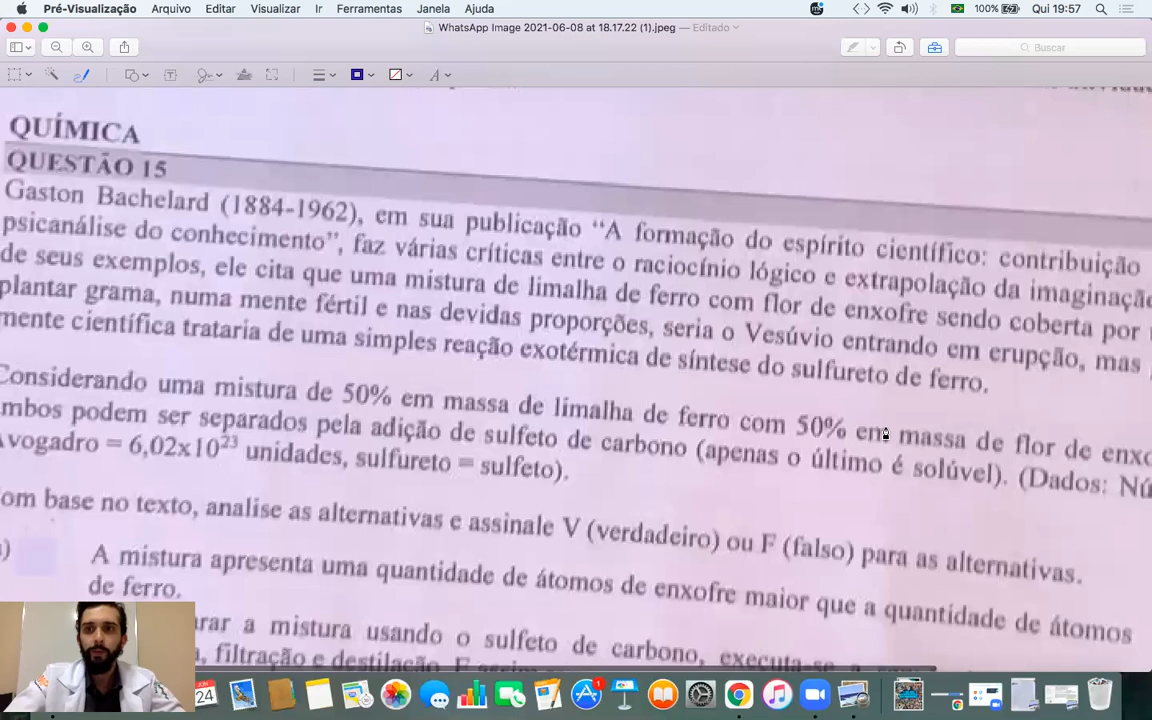 Pré-Visualização Arquivo Editar Visualizar Ir Ferramentas Janela Ajuda 100% Qui 19:57
WhatsApp Image 2021-06-08 at 18.17.22 (1).jpeg — Editado
Buscar
QUÍMICA
QUESTÃO 15
Gaston Bachelard (1884-1962), em sua publicação “A formação do espírito científico: contribuição
psicanálise do conhecimento”, faz várias críticas entre o raciocínio lógico e extrapolação da imaginaçã
de seus exemplos, ele cita que uma mistura de limalha de ferro com flor de enxofre sendo coberta por
plantar grama, numa mente fértil e nas devidas proporções, seria o Vesúvio entrando em erupção, mas
mente científica trataria de uma simples reação exotérmica de síntese do sulfureto de ferro.
Considerando uma mistura de 50% em massa de limalha de ferro com 50% em massa de flor de enxo
mbos podem ser separados pela adição de sulfeto de carbono (apenas o último é solúvel). (Dados: Nú
Avogadro = 6,02x10²³ unidades, sulfureto = sulfeto).
om base no texto, analise as alternativas e assinale V (verdadeiro) ou F (falso) para as alternativas.
) A mistura apresenta uma quantidade de átomos de enxofre maior que a quantidade de átomos
de ferro.
rar a mistura usando o sulfeto de carbono, executa-se a
, filtração e destilação.
24
1